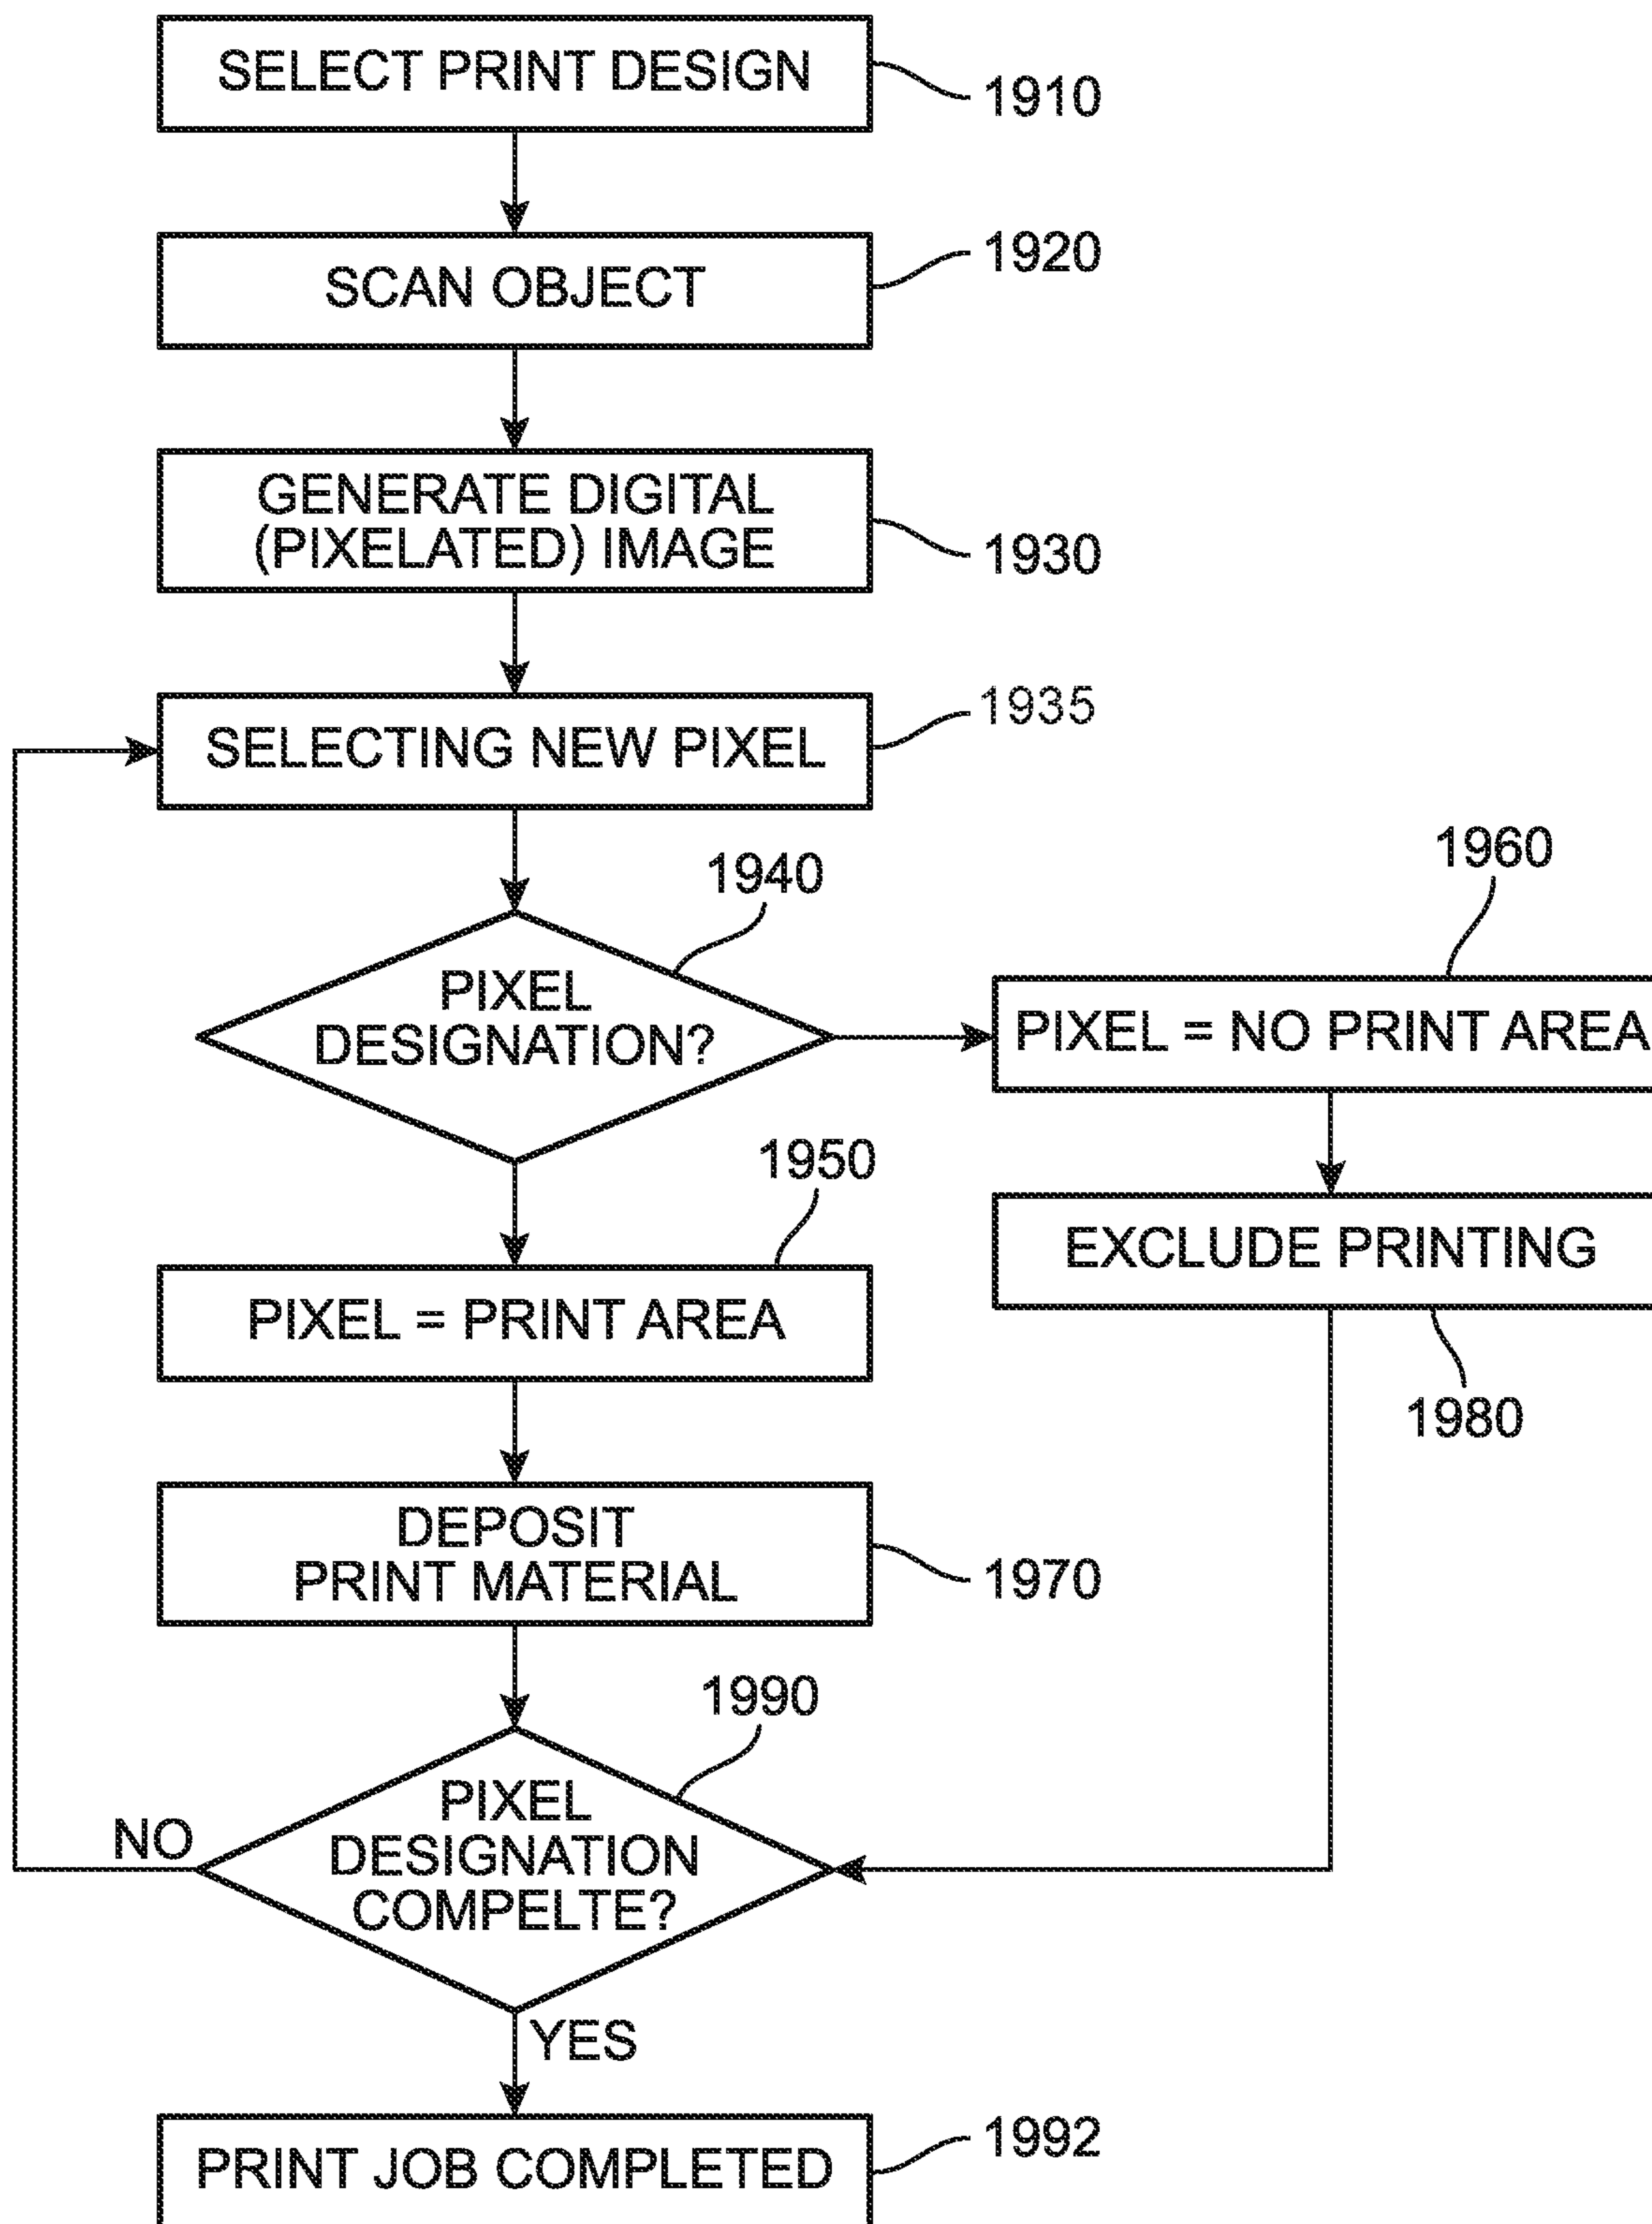 SELECT PRINT DESIGN
1910
SCAN OBJECT
1920
GENERATE DIGITAL
(PIXELATED) IMAGE
1930
SELECTING NEW PIXEL
1935
1940
PIXEL
DESIGNATION?
1960
PIXEL = NO PRINT AREA
1950
PIXEL = PRINT AREA
EXCLUDE PRINTING
1980
DEPOSIT
PRINT MATERIAL
1970
1990
PIXEL
DESIGNATION
COMPELTE?
NO
YES
PRINT JOB COMPLETED
1992